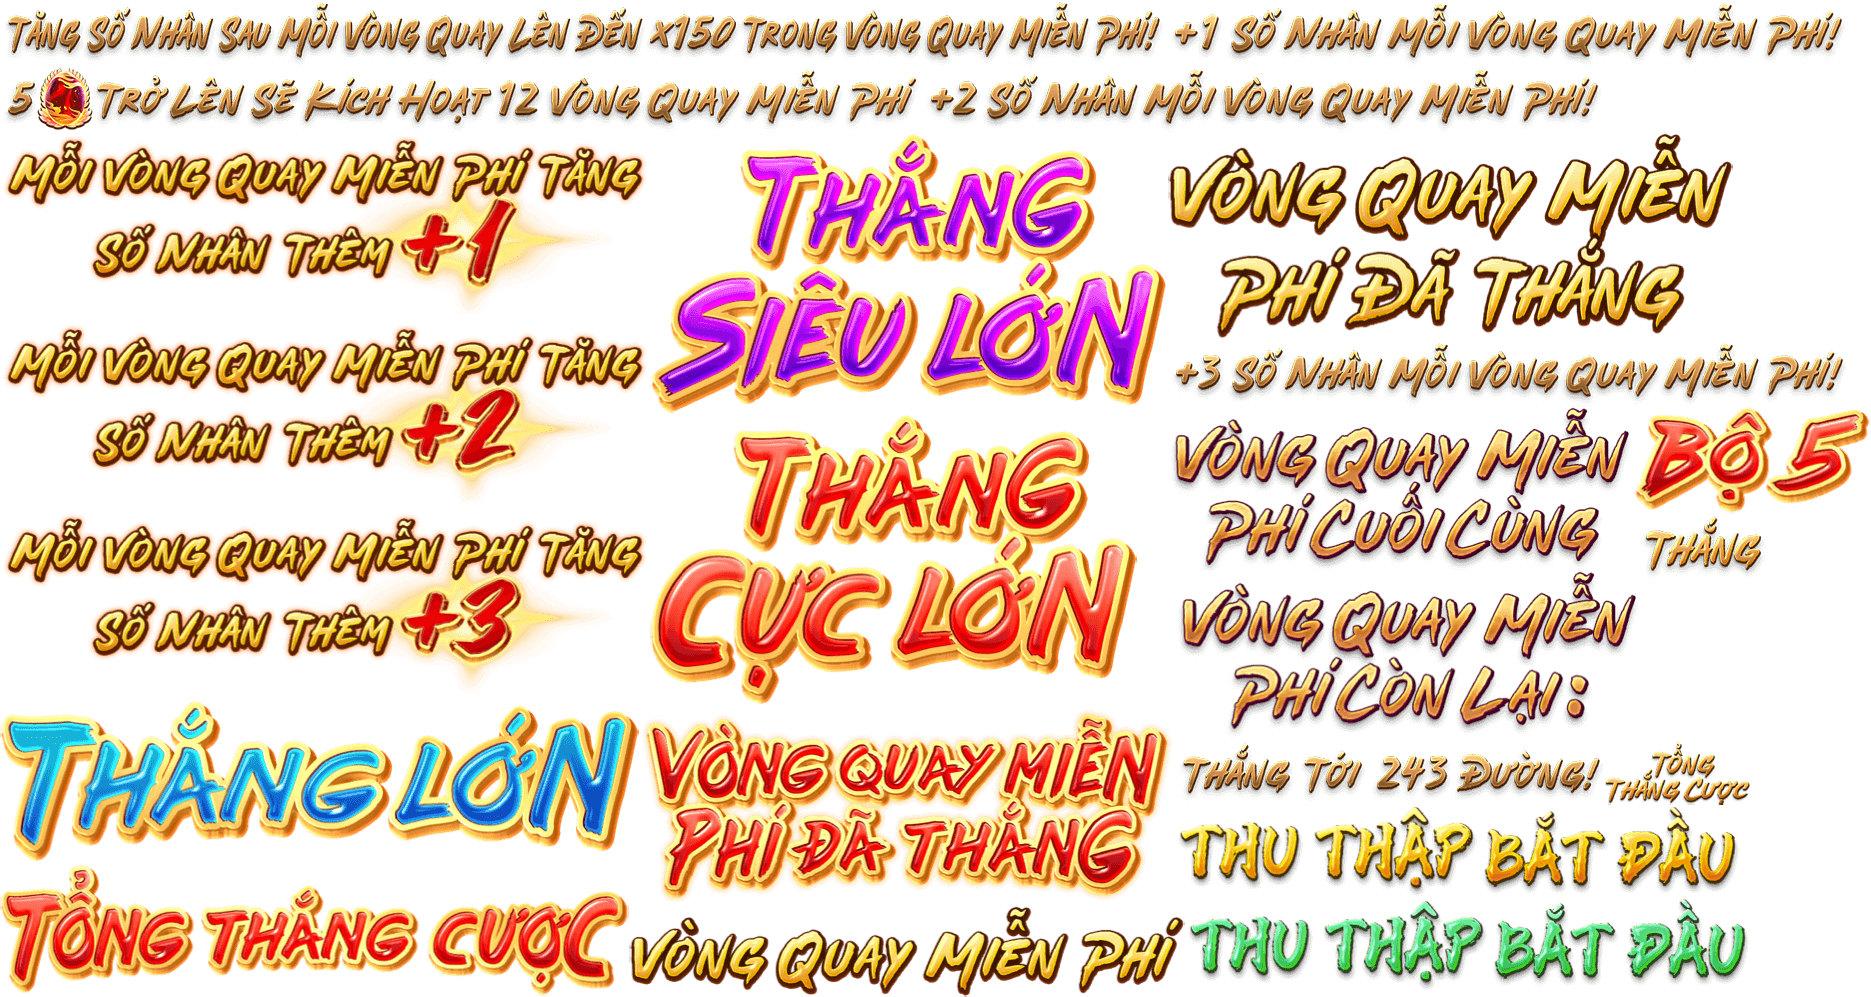 Tăng Số Nhân Sau Mỗi Vòng Quay Lên Đến x150 Trong Vòng Quay Miễn Phí!
+1 Số Nhân Mỗi Vòng Quay Miễn Phí!
5 Trở Lên Sẽ Kích Hoạt 12 Vòng Quay Miễn Phí
+2 Số Nhân Mỗi Vòng Quay Miễn Phí!
Mỗi Vòng Quay Miễn Phí Tăng
Số Nhân Thêm +1
Mỗi Vòng Quay Miễn Phí Tăng
Số Nhân Thêm +2
Mỗi Vòng Quay Miễn Phí Tăng
Số Nhân Thêm +3
Thắng Lớn
Tổng Thắng Cược
Thắng
Siêu Lớn
Thắng
Cực Lớn
Vòng Quay Miễn
Phí Đã Thắng
Vòng Quay Miễn Phí
Vòng Quay Miễn
Phí Đã Thắng
+3 Số Nhân Mỗi Vòng Quay Miễn Phí!
Vòng Quay Miễn
Phí Cuối Cùng
Bộ 5
Thắng
Vòng Quay Miễn
Phí Còn Lại:
Thắng Tới 243 Đường!
Tổng
Thắng Cược
THU THẬP BẮT ĐẦU
THU THẬP BẮT ĐẦU